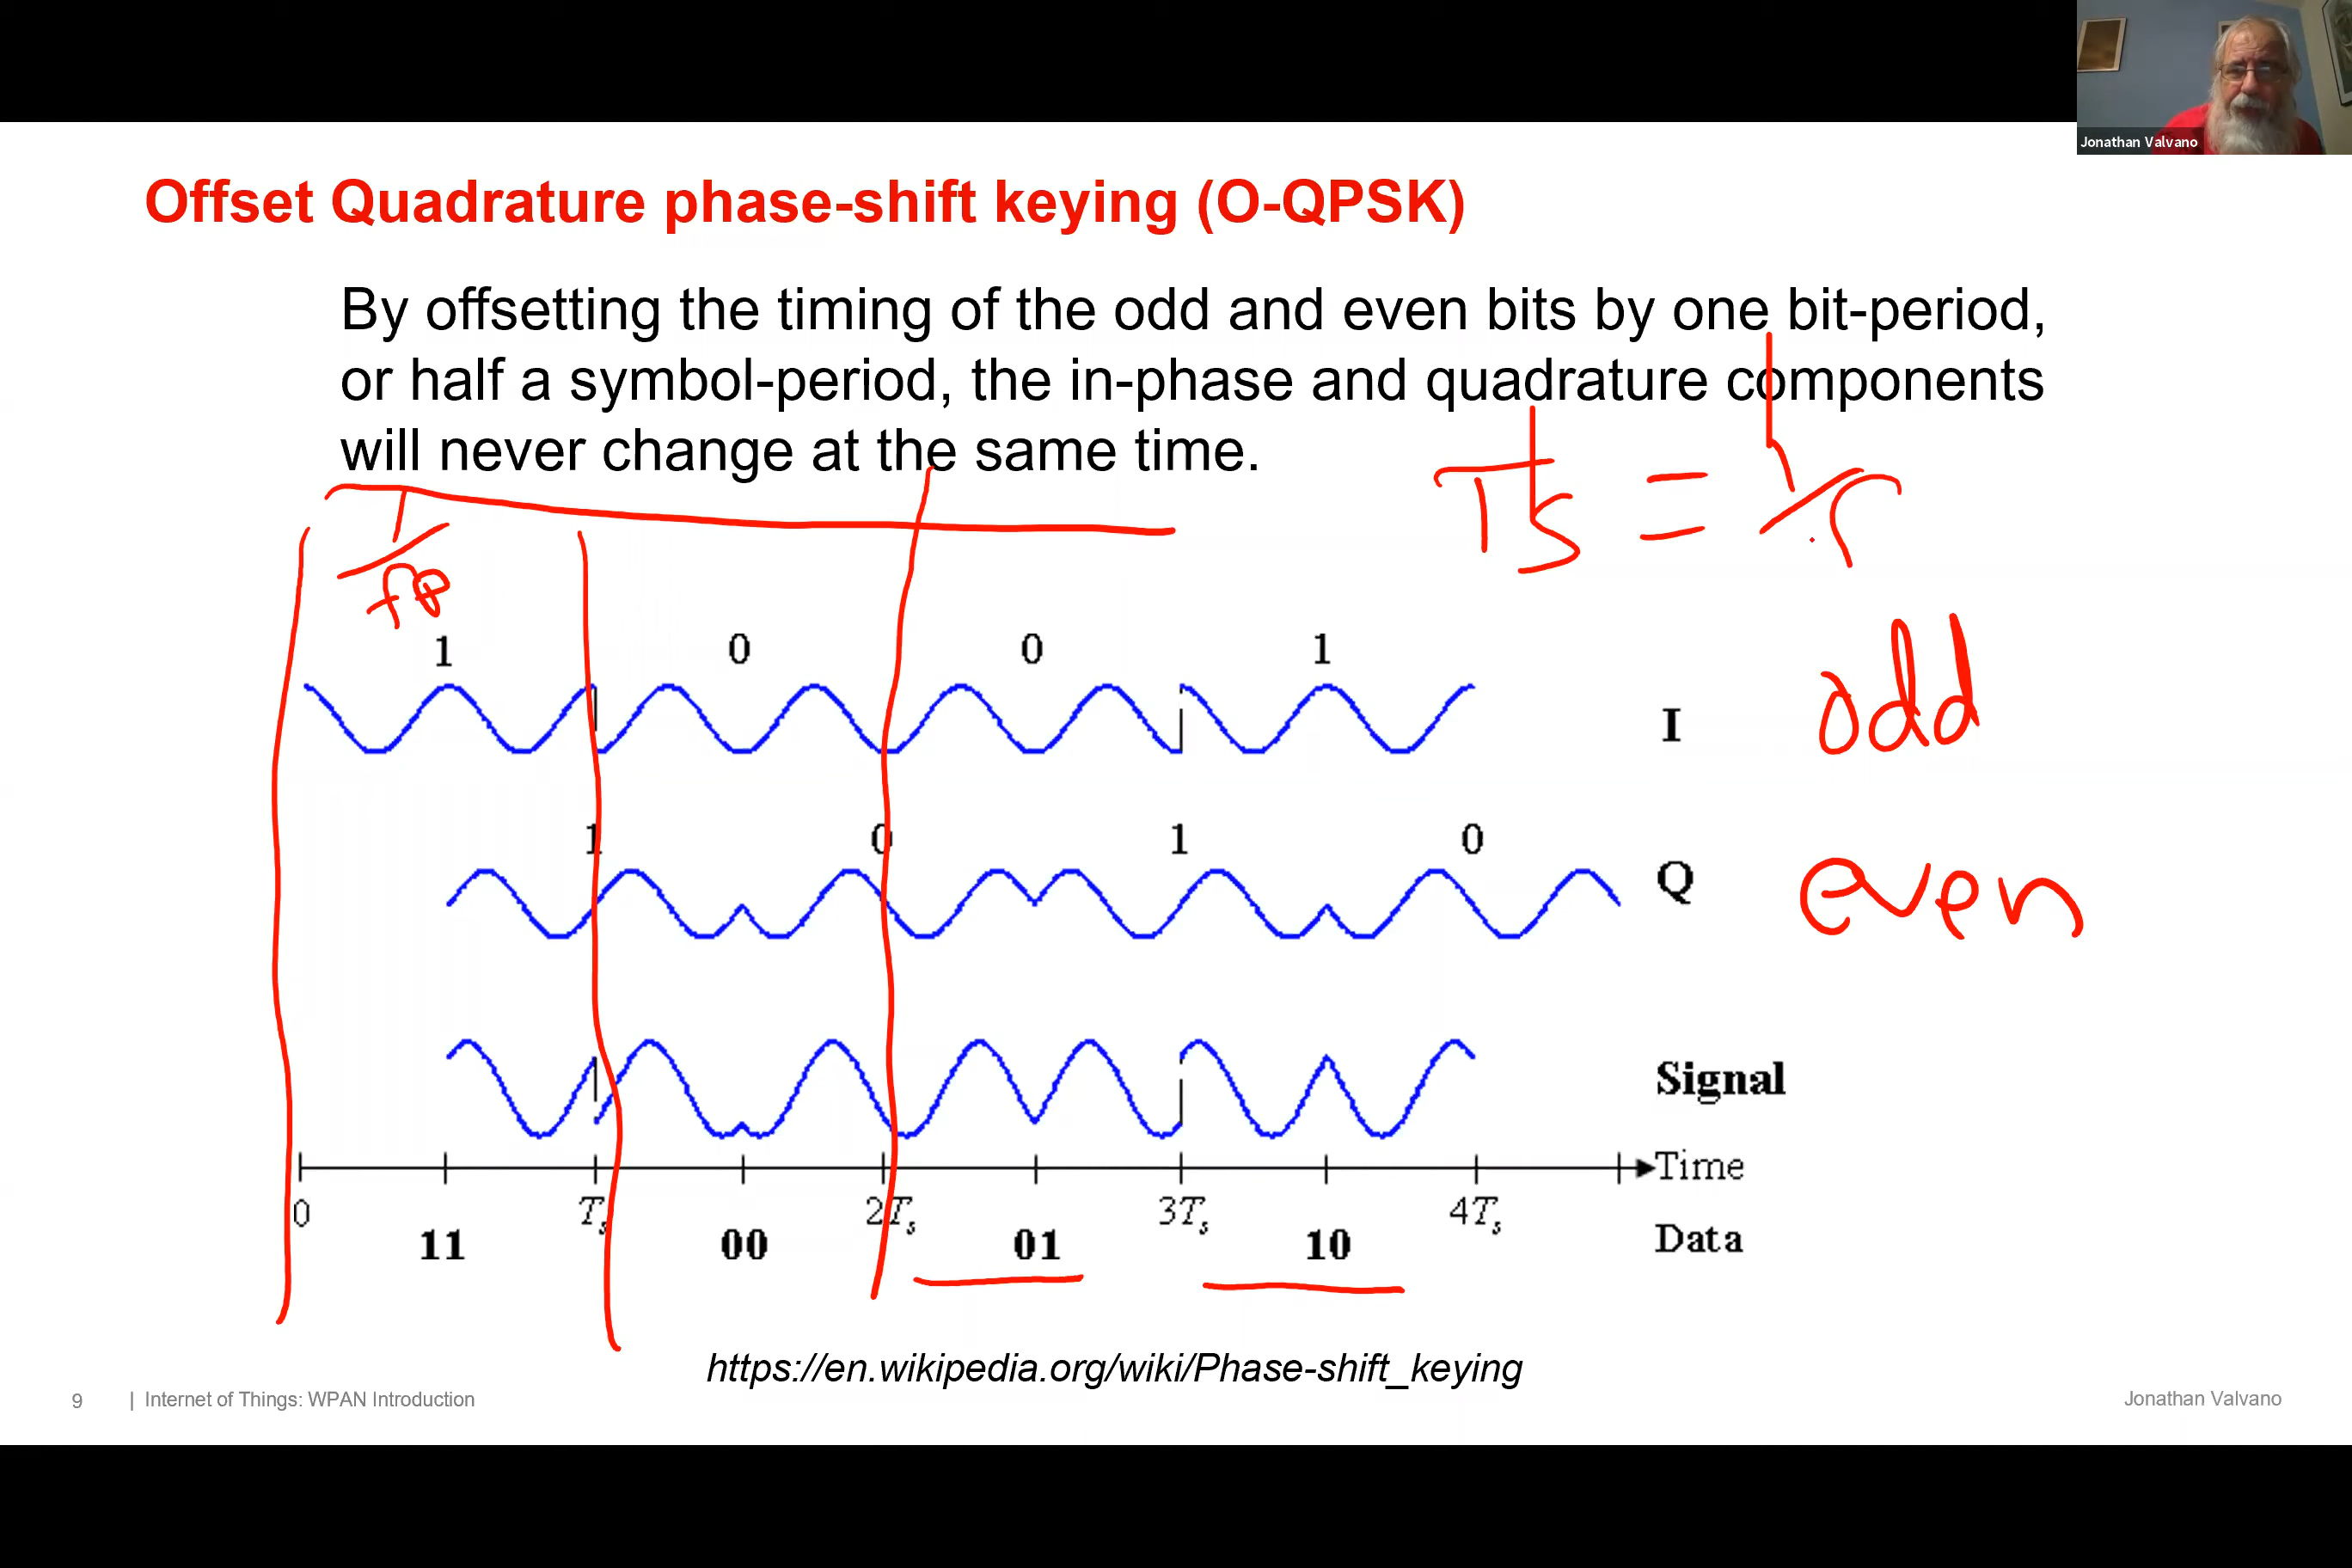 Jonathan Valvano
Offset Quadrature phase-shift keying (O-QPSK)
By offsetting the timing of the odd and even bits by one bit-period,
or half a symbol-period, the in-phase and quadrature components
will never change at the same time.
Ts =
1 0 0 1
I odd
1 0 1 0
Q even
Signal
Time
0 Ts 2Ts 3Ts 4Ts
11 00 01 10 Data
https://en.wikipedia.org/wiki/Phase-shift_keying
9 | Internet of Things: WPAN Introduction Jonathan Valvano